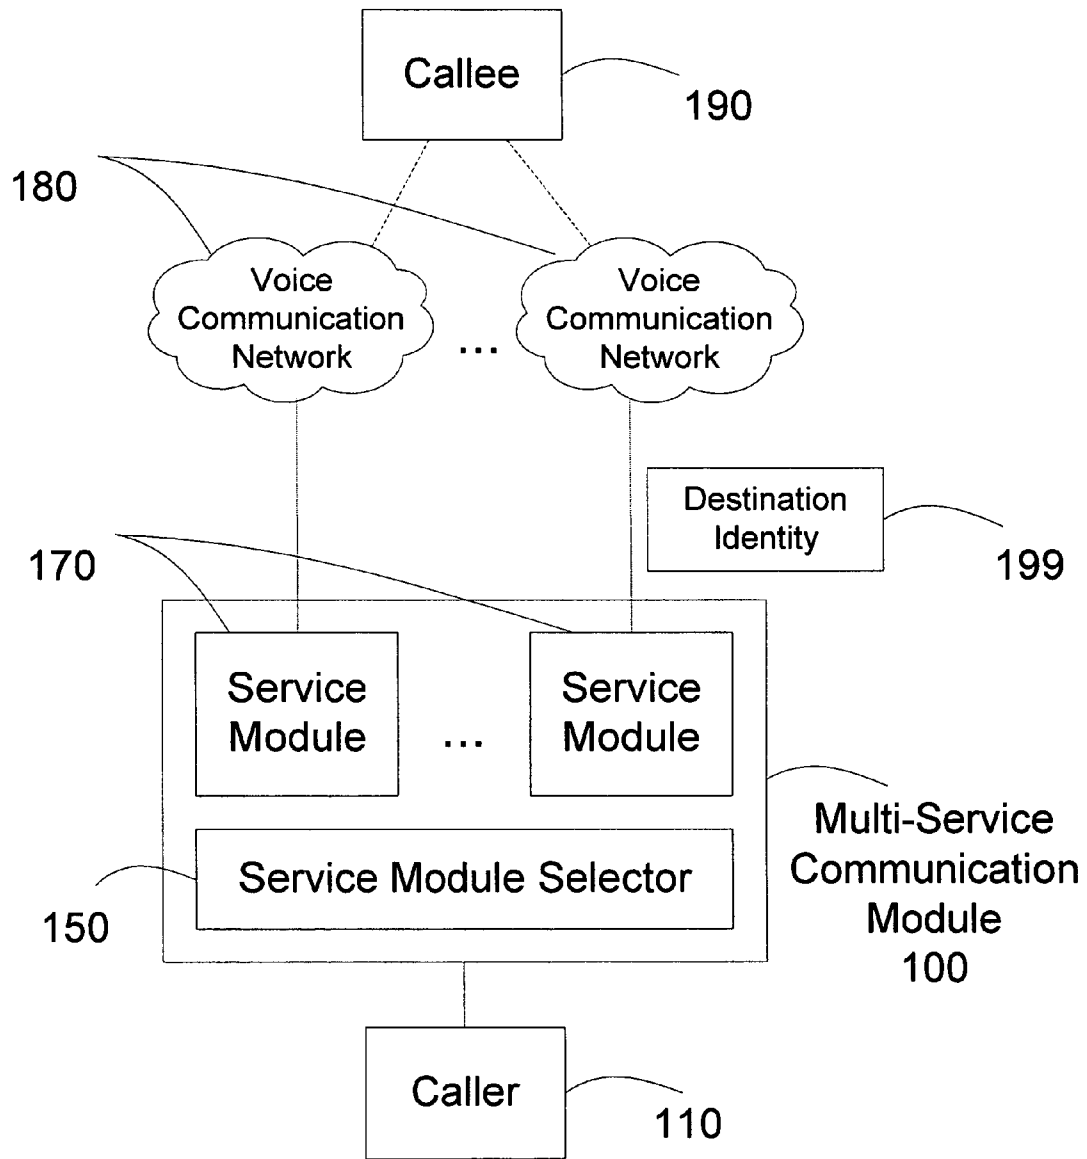 Callee
190
180
Voice
Communication
Network
...
Voice
Communication
Network
Destination
Identity
199
170
Service
Module
...
Service
Module
Multi-Service
Communication
Module
100
Service Module Selector
150
Caller
110